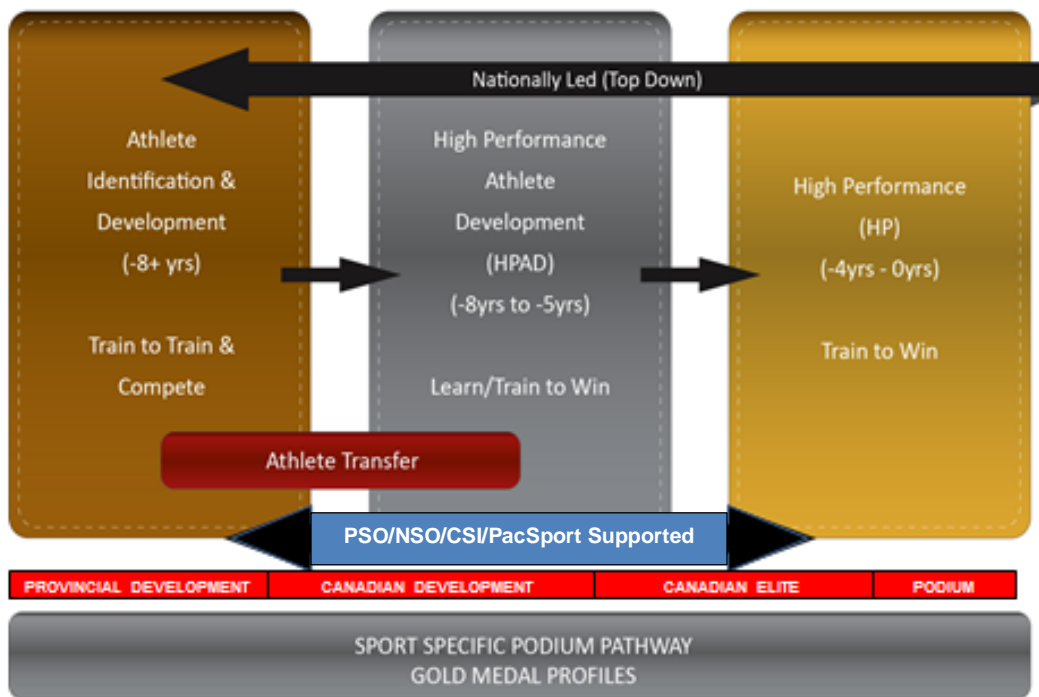 Nationally Led (Top Down)
Athlete
Identification &
Development
(-8+ yrs)
Train to Train &
Compete
High Performance
Athlete
Development
(HPAD)
(-8yrs to -5yrs)
Learn/Train to Win
High Performance
(HP)
(-4yrs - 0yrs)
Train to Win
Athlete Transfer
PSO/NSO/CSI/PacSport Supported
PROVINCIAL DEVELOPMENT
CANADIAN DEVELOPMENT
CANADIAN ELITE
PODIUM
SPORT SPECIFIC PODIUM PATHWAY
GOLD MEDAL PROFILES